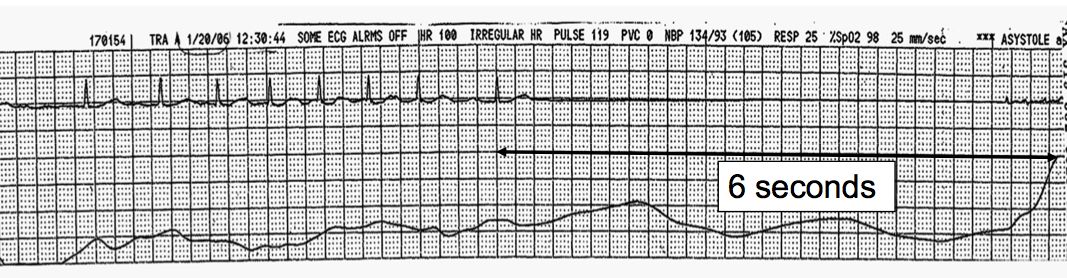 170154 TRA A 1/20/06 12:30:44 SOME ECG ALRMS OFF HR 100 IRREGULAR HR PULSE 119 PVC 0 NBP 134/93 (105) RESP 25 %SpO2 98 25 mm/sec *** ASYSTOLE
6 seconds